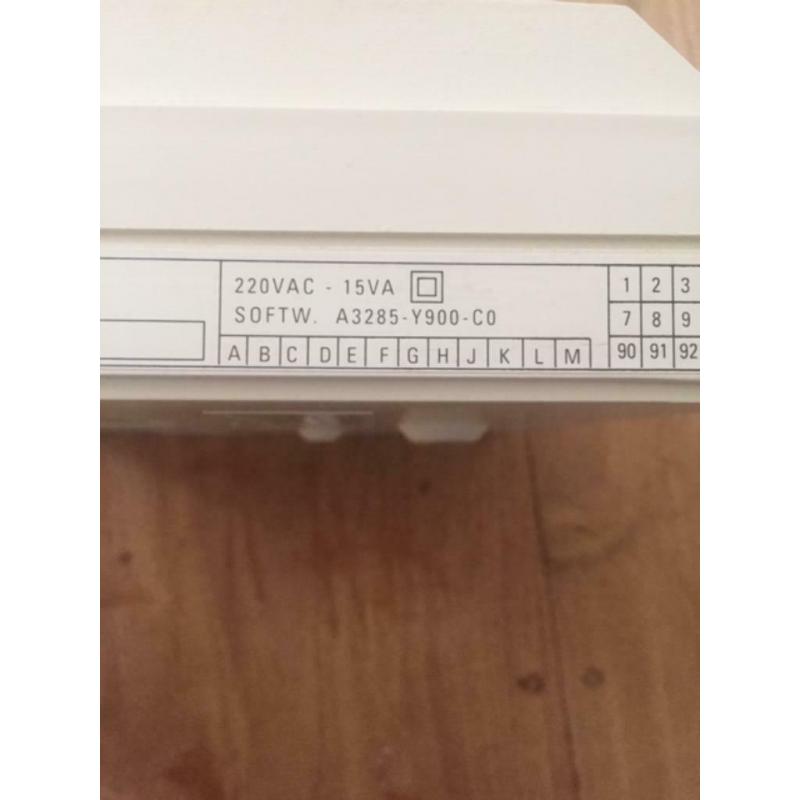 220VAC - 15VA
SOFTW. A3285-Y900-C0
A B C D E F G H J K L M
1 2 3
7 8 9
90 91 92